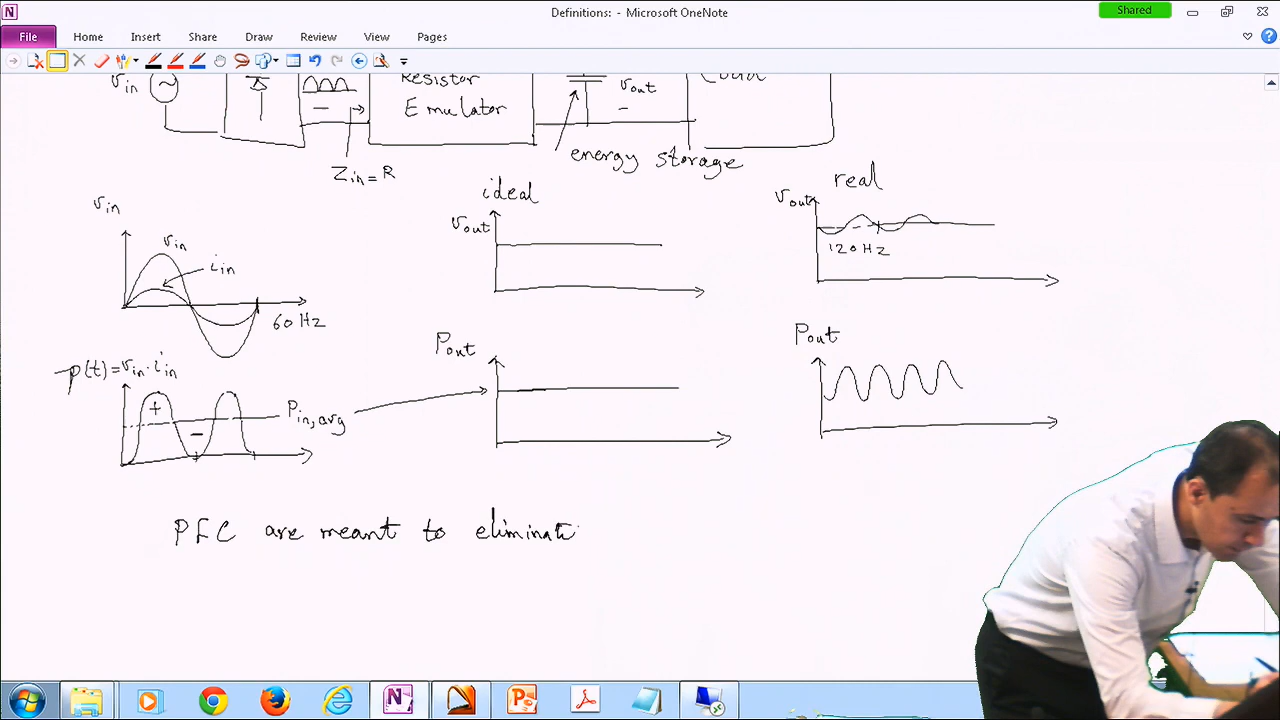 Definitions: - Microsoft OneNote
Shared
File Home Insert Share Draw Review View Pages
vin
Resistor
Emulator
vout
Zin = R
energy storage
vin
ideal
real
vin
iin
vout
vout
120 Hz
60 Hz
p(t) = vin · iin
Pout
Pout
Pin, avg
PFC are meant to eliminati